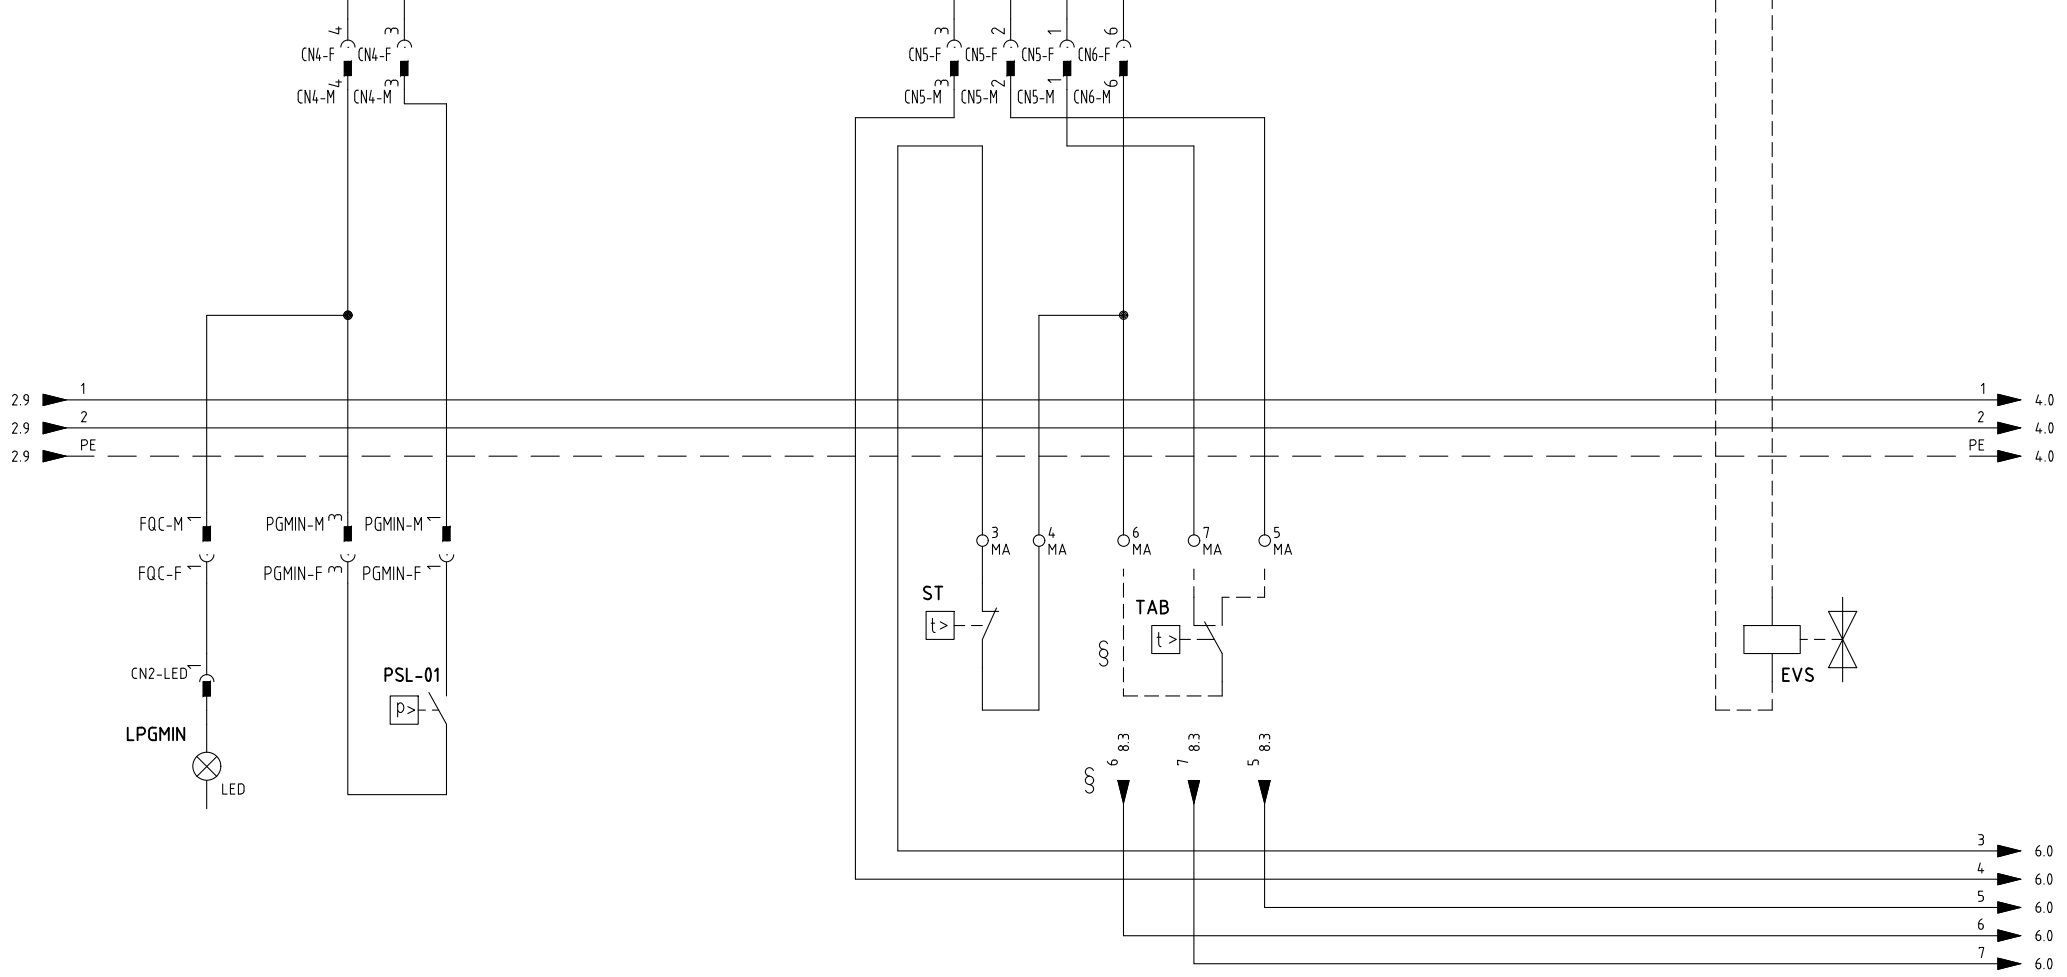 4 3 3 2 1 6
CN4-F CN4-F CN5-F CN5-F CN5-F CN6-F
4 3 3 2 1 6
CN4-M CN4-M CN5-M CN5-M CN5-M CN6-M
1 1
2.9 4.0
2 2
2.9 4.0
PE PE
2.9 4.0
FQC-M 1 PGMIN-M 3 PGMIN-M 1
3 4 6 7 5
MA MA MA MA MA
FQC-F 1 PGMIN-F 3 PGMIN-F 1
ST
TAB
t> t>
§
CN2-LED 1
PSL-01
EVS
p>
LPGMIN
8.3 8.3 8.3
6 7 5
§
LED
3
6.0
4
6.0
5
6.0
6
6.0
7
6.0